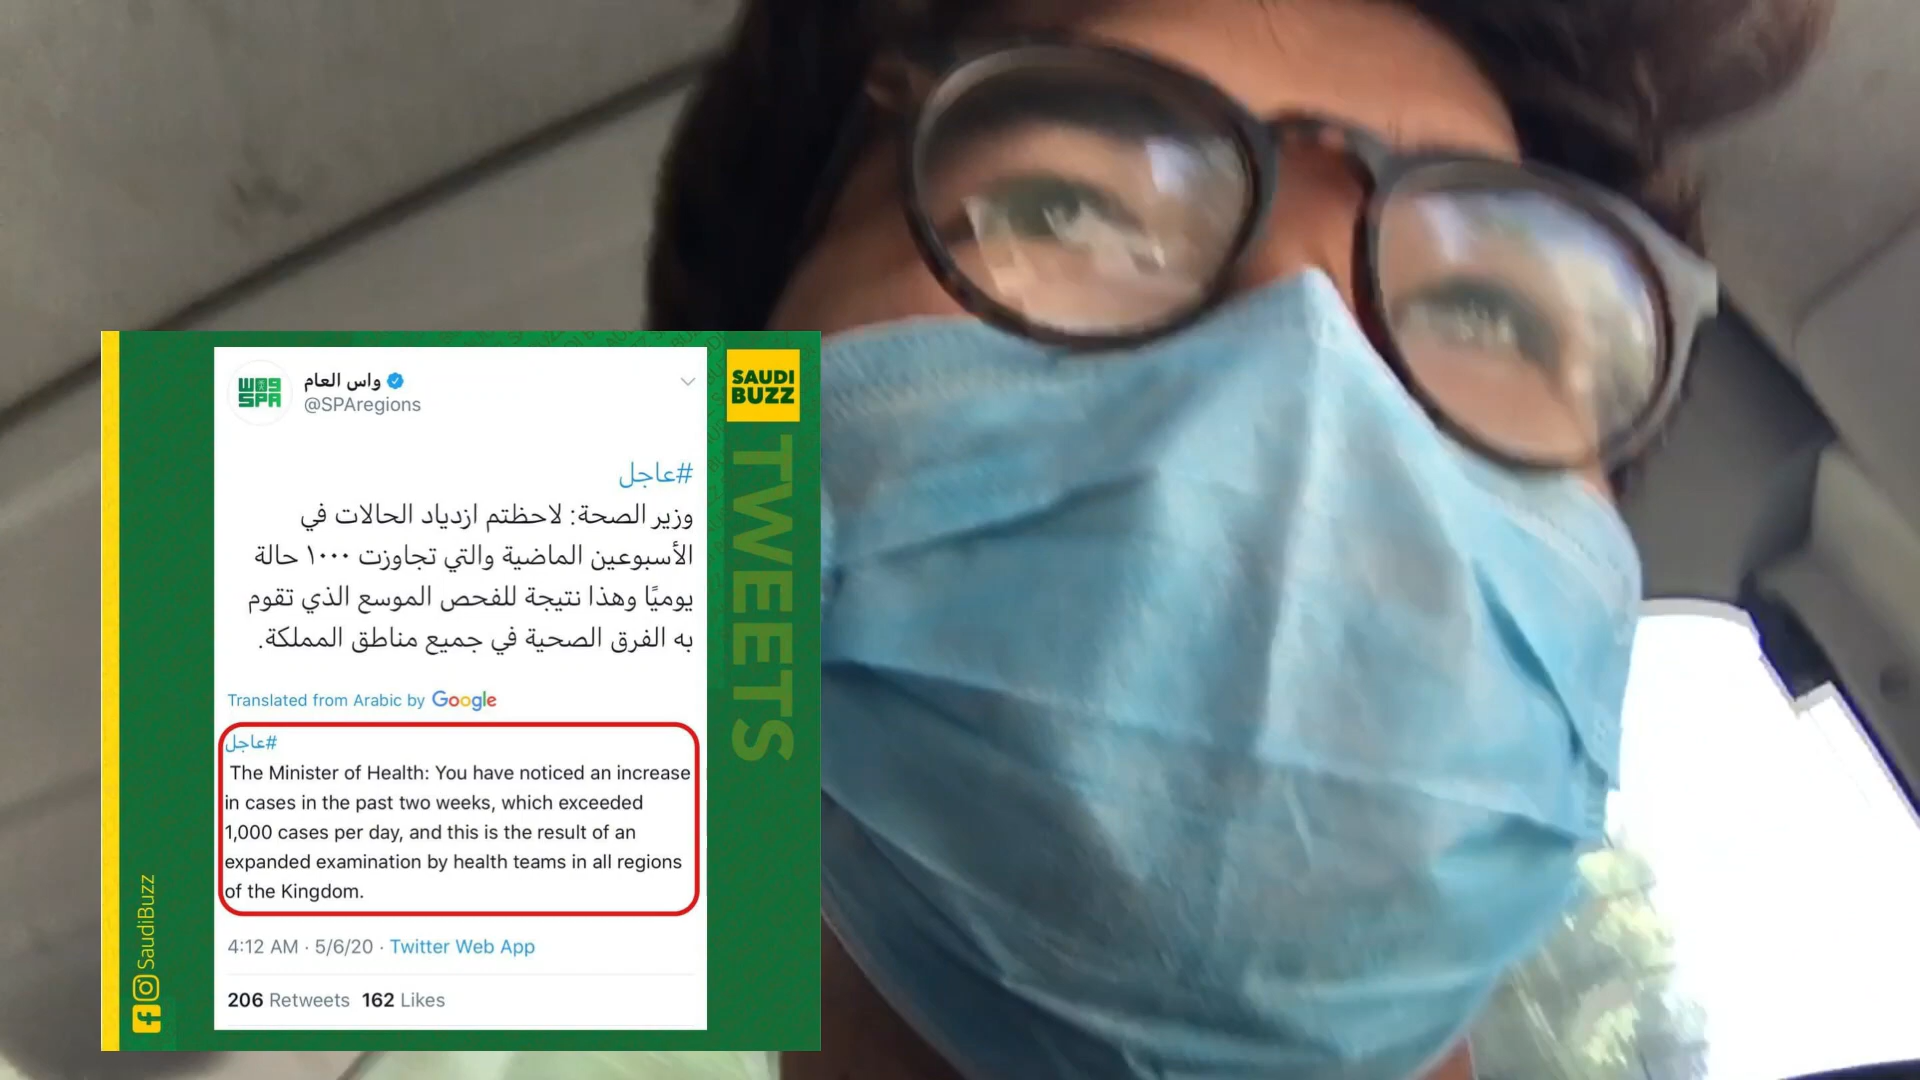 واس العام
@SPAregions
SAUDI
BUZZ
TWEETS
#عاجل
وزير الصحة: لاحظتم ازدياد الحالات في
الأسبوعين الماضية والتي تجاوزت ١٠٠٠ حالة
يوميًا وهذا نتيجة للفحص الموسع الذي تقوم
به الفرق الصحية في جميع مناطق المملكة.
Translated from Arabic by Google
#عاجل
The Minister of Health: You have noticed an increase
in cases in the past two weeks, which exceeded
1,000 cases per day, and this is the result of an
expanded examination by health teams in all regions
of the Kingdom.
4:12 AM · 5/6/20 · Twitter Web App
206 Retweets 162 Likes
SaudiBuzz